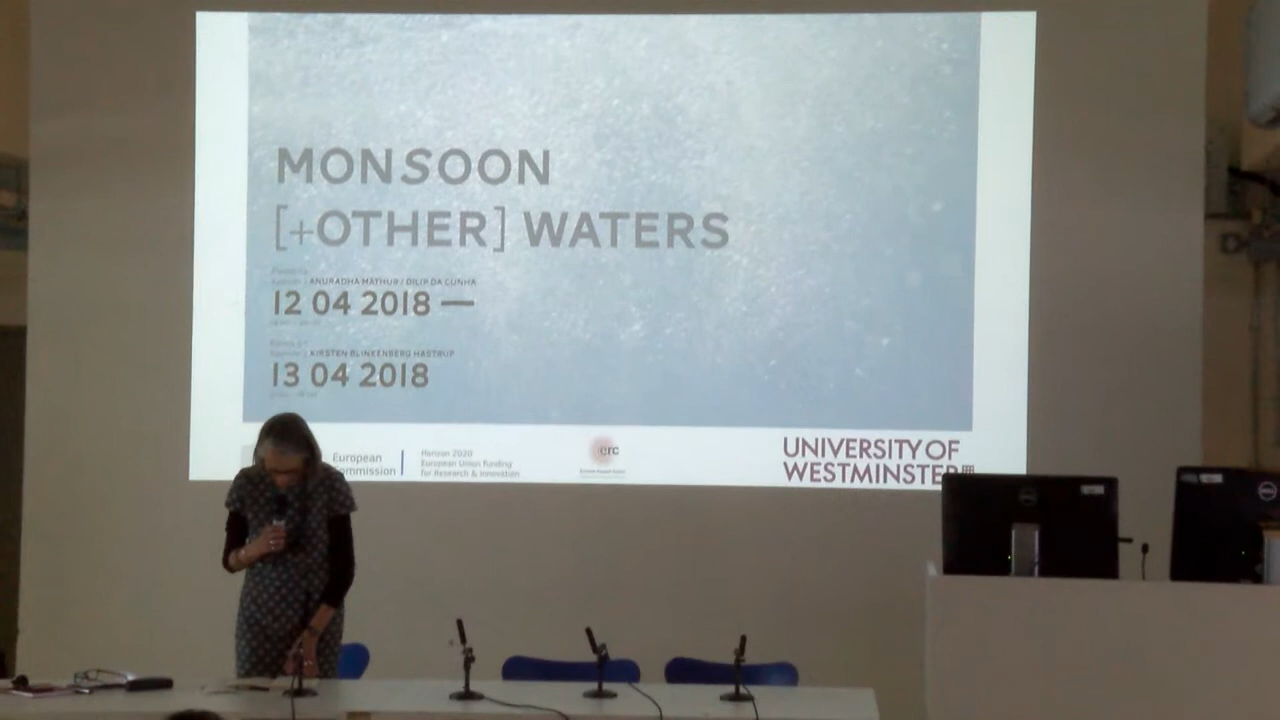 MONSOON
[+OTHER] WATERS
ANURADHA MATHUR / DILIP DA CUNHA
12 04 2018 —
KIRSTEN BLINKENBERG HASTRUP
13 04 2018
European
Commission
Horizon 2020
European Union funding
for Research & Innovation
erc
UNIVERSITY OF
WESTMINSTER